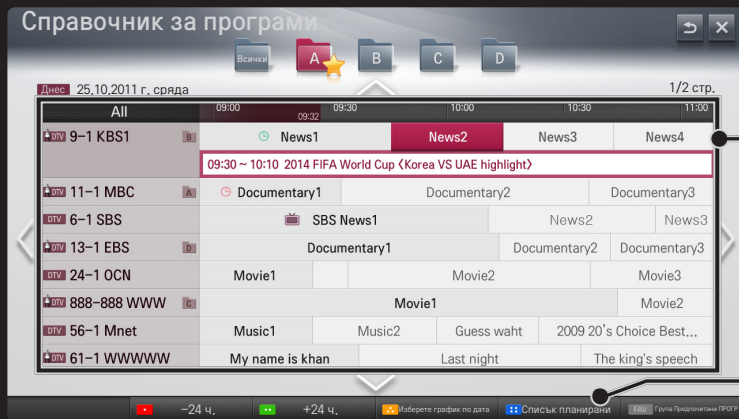 Справочник за програми
Всички A B C D
Днес 25.10.2011 г. сряда 1/2 стр.
All 09:00 09:32 09:30 10:00 10:30 11:00
DTV 9-1 KBS1 B News1 News2 News3 News4
09:30 ~ 10:10 2014 FIFA World Cup <Korea VS UAE highlight>
DTV 11-1 MBC A Documentary1 Documentary2 Documentary3
DTV 6-1 SBS SBS News1 News2 News3
DTV 13-1 EBS D Documentary1 Documentary2 Documentary3
DTV 24-1 OCN Movie1 Movie2 Movie3
DTV 888-888 WWW C Movie1 Movie2
DTV 56-1 Mnet Music1 Music2 Guess waht 2009 20's Choice Best...
DTV 61-1 WWWWW My name is khan Last night The king's speech
-24 ч. +24 ч. Изберете график по дата Списък планирани FAV Група Предпочитани ПРОГР